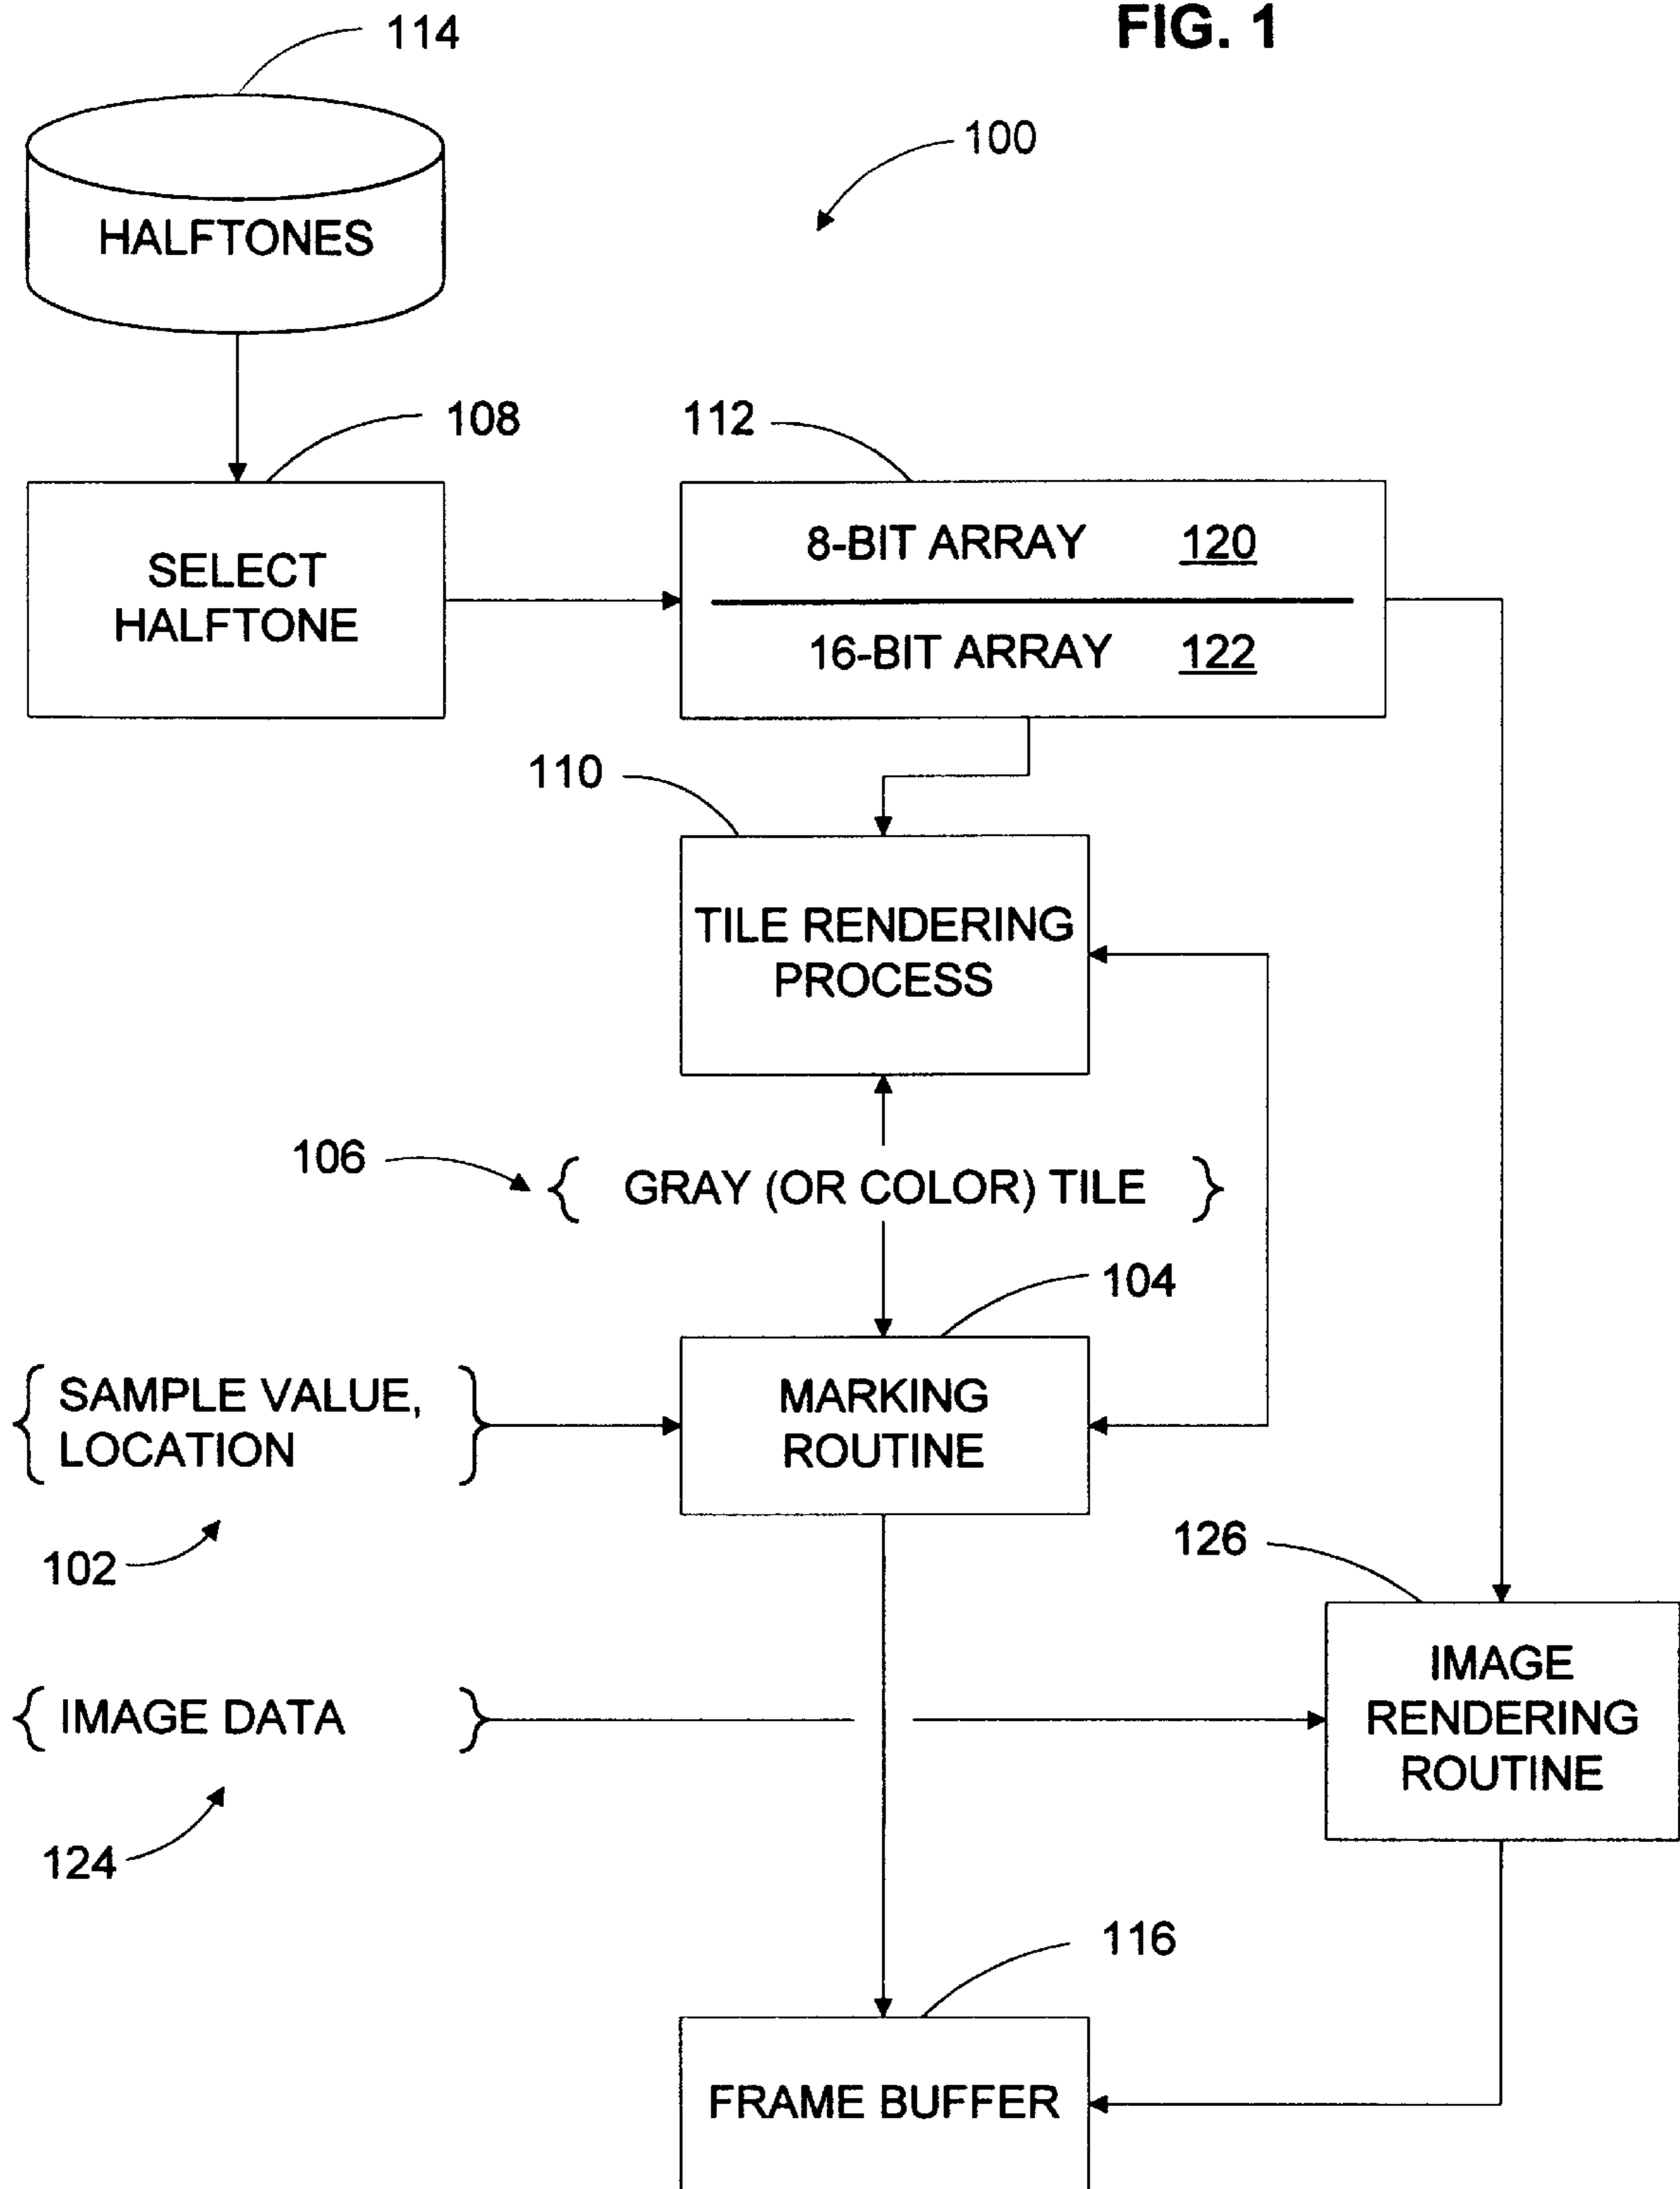 FIG. 1
114
100
HALFTONES
108
112
SELECT
HALFTONE
8-BIT ARRAY 120
16-BIT ARRAY 122
110
TILE RENDERING
PROCESS
106
{ GRAY (OR COLOR) TILE }
104
{ SAMPLE VALUE,
LOCATION }
MARKING
ROUTINE
102
126
{ IMAGE DATA }
IMAGE
RENDERING
ROUTINE
124
116
FRAME BUFFER